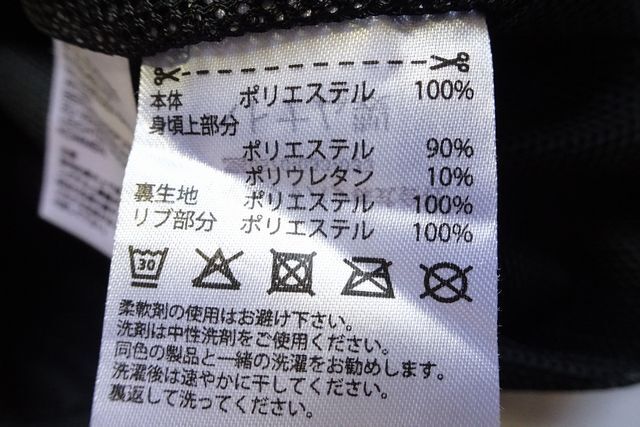 本体 ポリエステル 100%
身頃上部分
ポリエステル 90%
ポリウレタン 10%
裏生地 ポリエステル 100%
リブ部分 ポリエステル 100%
30
柔軟剤の使用はお避け下さい。
洗剤は中性洗剤をご使用ください。
同色の製品と一緒の洗濯をお勧めします。
洗濯後は速やかに干してください。
裏返して洗ってください。